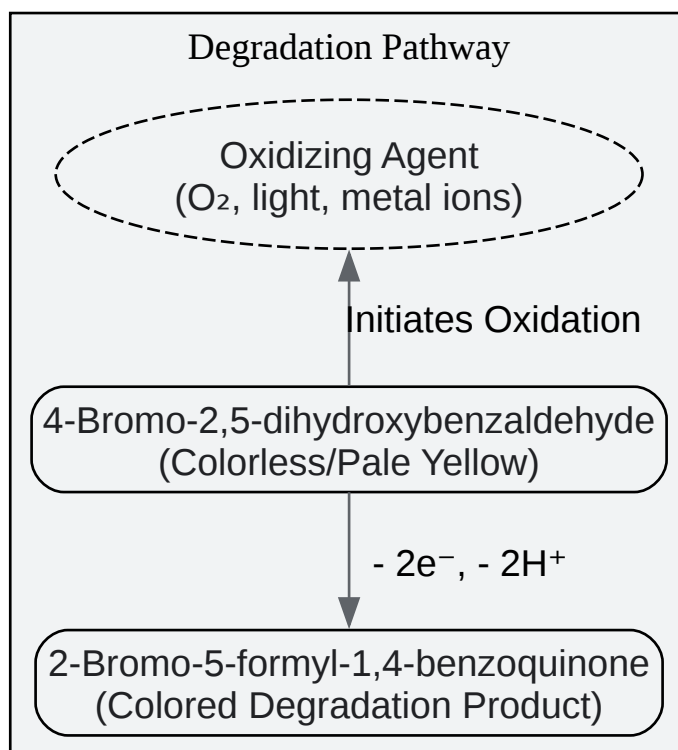 Degradation Pathway
Oxidizing Agent
(O₂, light, metal ions)
Initiates Oxidation
4-Bromo-2,5-dihydroxybenzaldehyde
(Colorless/Pale Yellow)
- 2e⁻, - 2H⁺
2-Bromo-5-formyl-1,4-benzoquinone
(Colored Degradation Product)